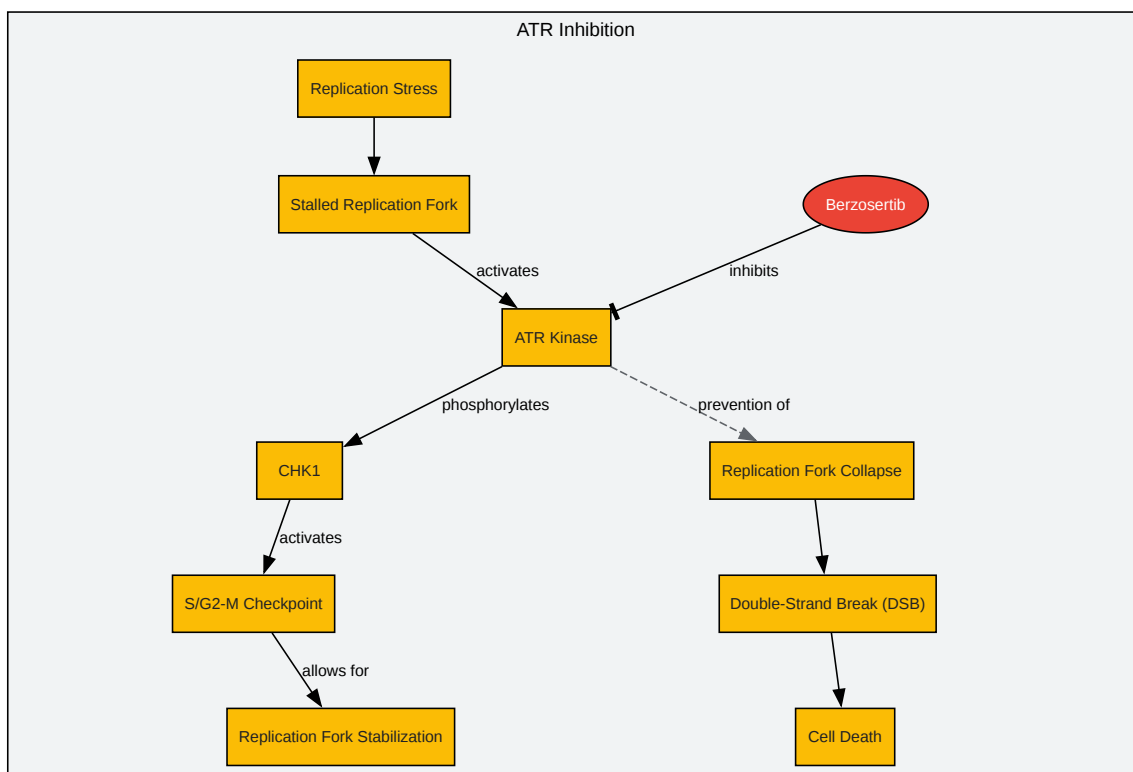 ATR Inhibition
Replication Stress
Stalled Replication Fork
Berzosertib
activates
inhibits
ATR Kinase
phosphorylates
prevention of
CHK1
Replication Fork Collapse
activates
S/G2-M Checkpoint
Double-Strand Break (DSB)
allows for
Replication Fork Stabilization
Cell Death